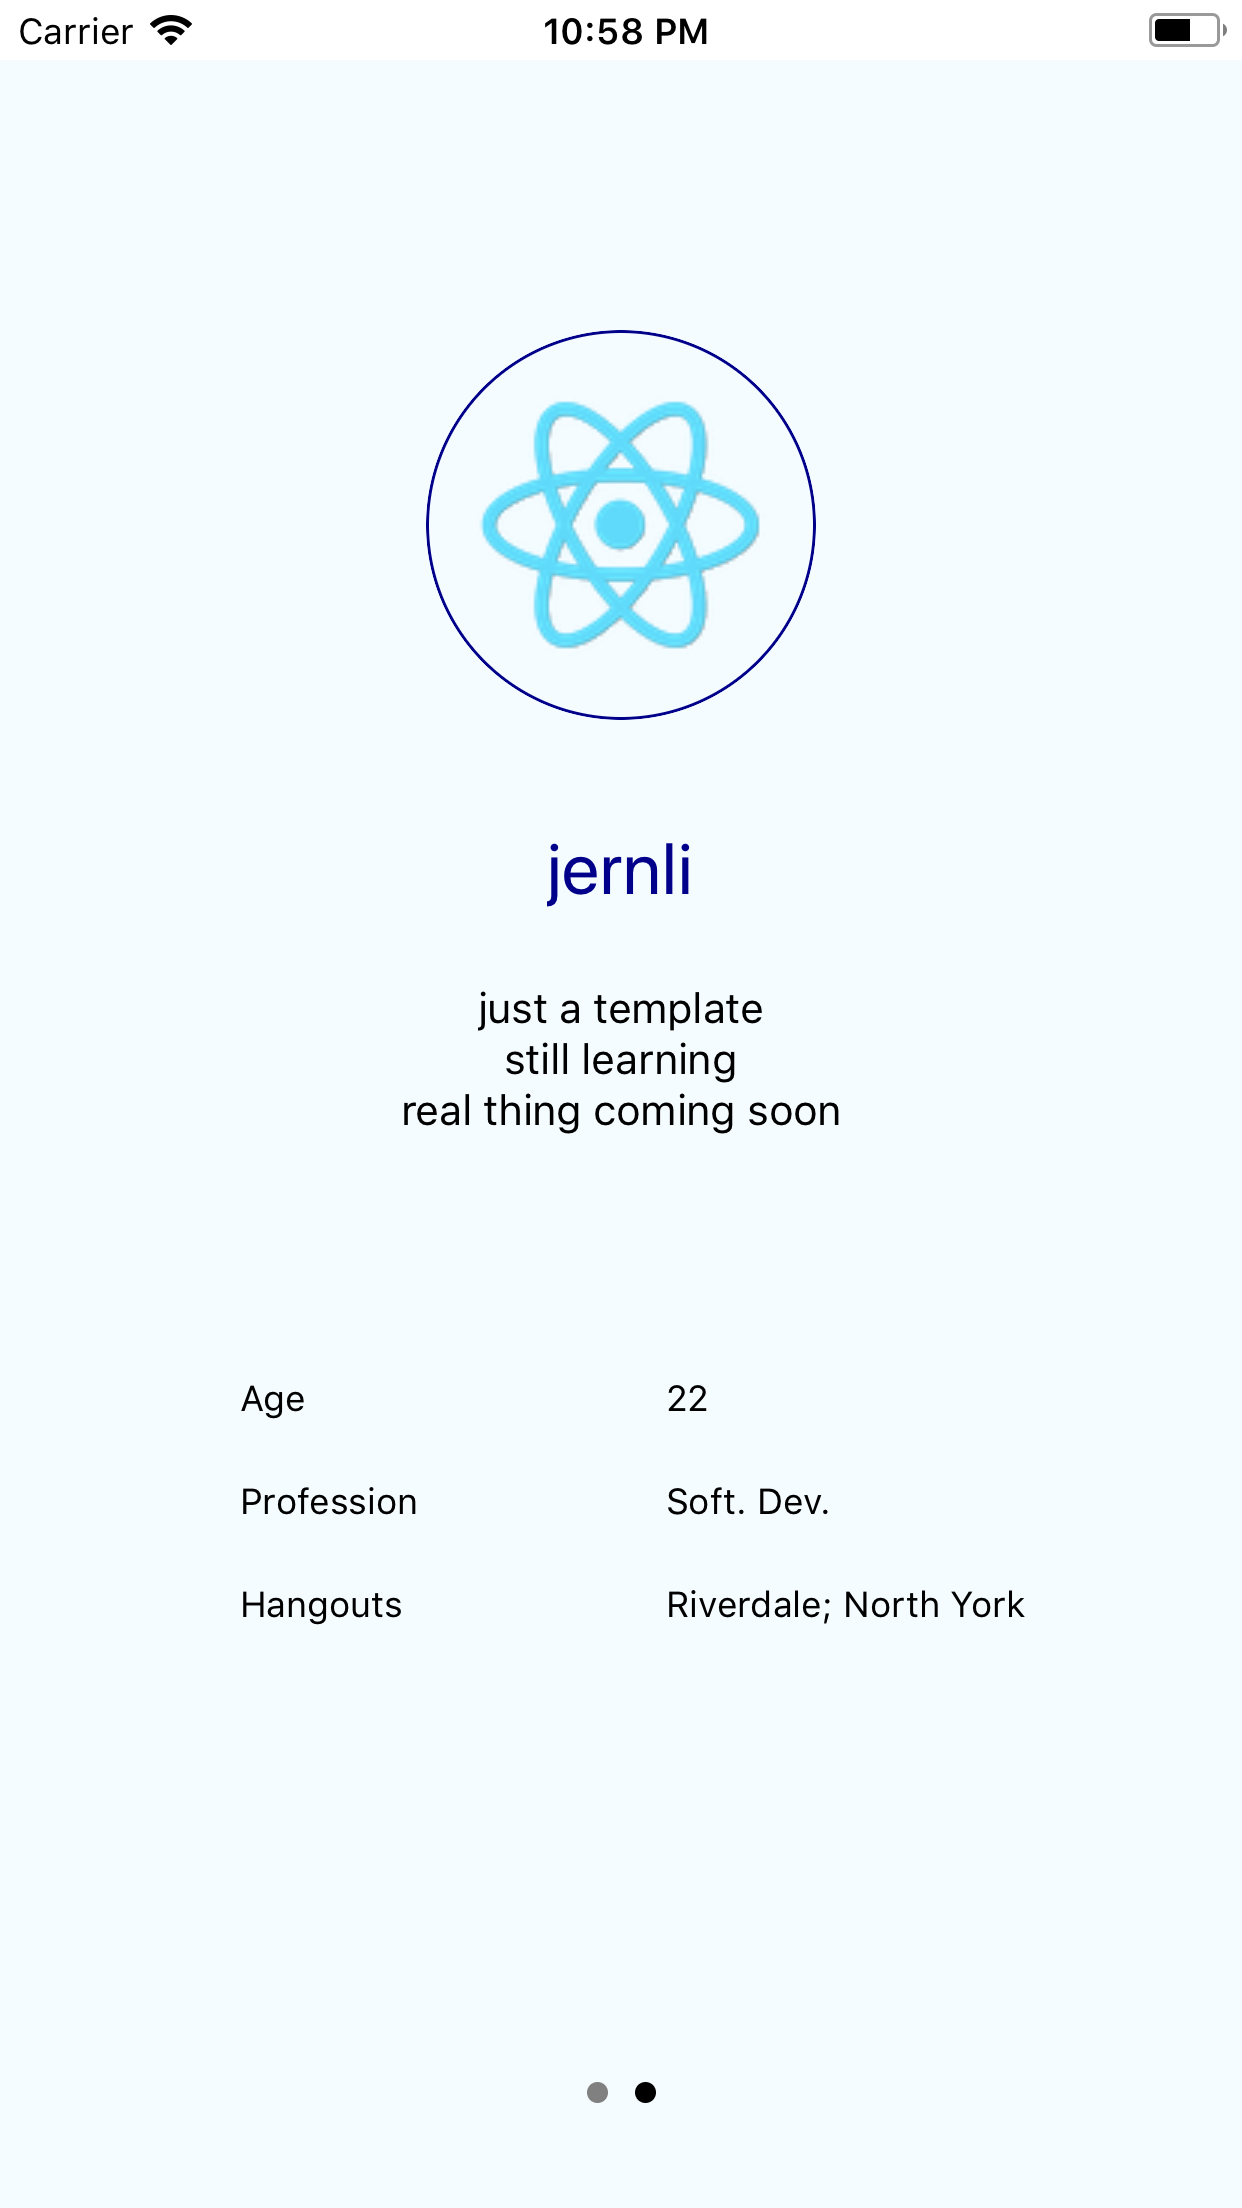 Carrier 10:58 PM
jernli
just a template
still learning
real thing coming soon
Age 22
Profession Soft. Dev.
Hangouts Riverdale; North York